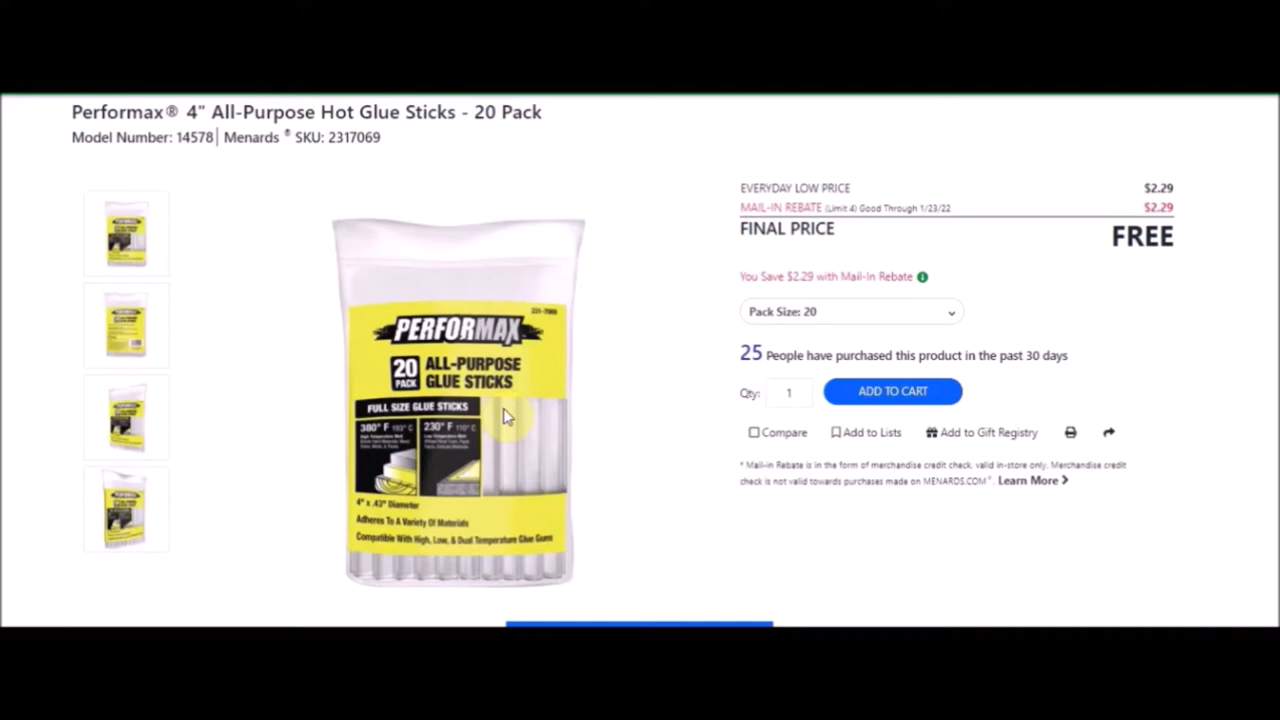 Performax® 4" All-Purpose Hot Glue Sticks - 20 Pack
Model Number: 14578 | Menards ® SKU: 2317069
EVERYDAY LOW PRICE $2.29
MAIL-IN REBATE (Limit 4) Good Through 1/23/22 $2.29
FINAL PRICE FREE
You Save $2.29 with Mail-In Rebate
Pack Size: 20
25 People have purchased this product in the past 30 days
Qty: 1 ADD TO CART
Compare Add to Lists Add to Gift Registry
* Mail-in Rebate is in the form of merchandise credit check, valid in-store only. Merchandise credit
check is not valid towards purchases made on MENARDS.COM®. Learn More
231-7069
PERFORMAX
20 PACK
ALL-PURPOSE
GLUE STICKS
FULL SIZE GLUE STICKS
380° F 193° C
230° F 110° C
4" x .43" Diameter
Adheres To A Variety Of Materials
Compatible With High, Low, & Dual Temperature Glue Guns